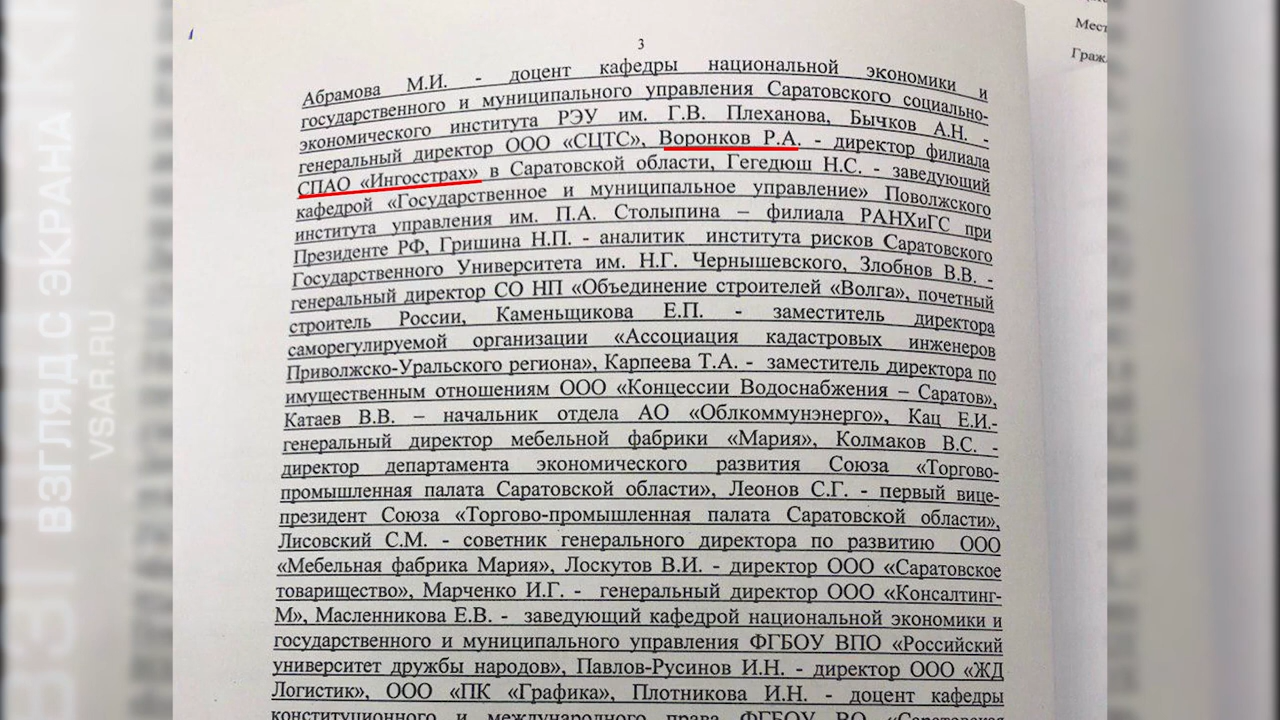 3
Абрамова М.И. - доцент кафедры национальной экономики и
государственного и муниципального управления Саратовского социально-
экономического института РЭУ им. Г.В. Плеханова, Бычков А.Н. -
генеральный директор ООО «СЦТС», Воронков Р.А. - директор филиала
СПАО «Ингосстрах» в Саратовской области, Гегедюш Н.С. - заведующий
кафедрой «Государственное и муниципальное управление» Поволжского
института управления им. П.А. Столыпина – филиала РАНХиГС при
Президенте РФ, Гришина Н.П. - аналитик института рисков Саратовского
Государственного Университета им. Н.Г. Чернышевского, Злобнов В.В. -
генеральный директор СО НП «Объединение строителей «Волга», почетный
строитель России, Каменьщикова Е.П. - заместитель директора
саморегулируемой организации «Ассоциация кадастровых инженеров
Приволжско-Уральского региона», Карпеева Т.А. - заместитель директора по
имущественным отношениям ООО «Концессии Водоснабжения – Саратов»,
Катаев В.В. – начальник отдела АО «Облкоммунэнерго», Кац Е.И.-
генеральный директор мебельной фабрики «Мария», Колмаков В.С. -
директор департамента экономического развития Союза «Торгово-
промышленная палата Саратовской области», Леонов С.Г. - первый вице-
президент Союза «Торгово-промышленная палата Саратовской области»,
Лисовский С.М. - советник генерального директора по развитию ООО
«Мебельная фабрика Мария», Лоскутов В.И. - директор ООО «Саратовское
товарищество», Марченко И.Г. - генеральный директор ООО «Консалтинг-
М», Масленникова Е.В. - заведующий кафедрой национальной экономики и
государственного и муниципального управления ФГБОУ ВПО «Российский
университет дружбы народов», Павлов-Русинов И.Н. - директор ООО «ЖД
Логистик», ООО «ПК «Графика», Плотникова И.Н. - доцент кафедры
конституционного и международного права ФГБОУ ВО «Саратовская
Мест
Граж
ВЗГЛЯД С ЭКРАНА
VSAR.RU